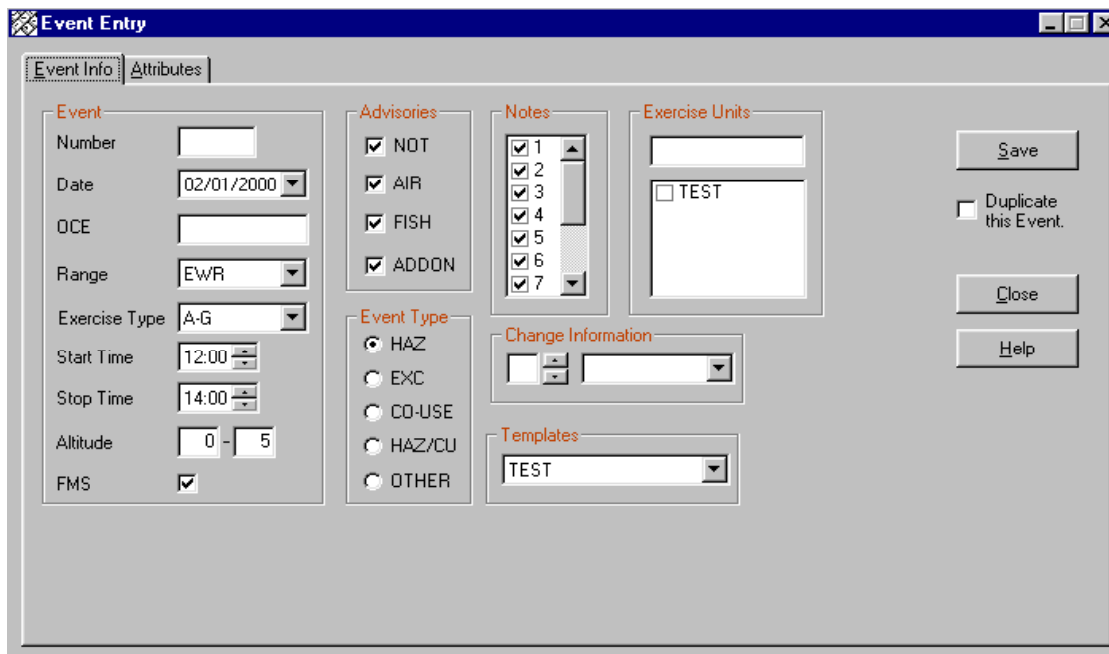 Event Entry
Event Info Attributes
Event
Number
Date 02/01/2000
OCE
Range EWR
Exercise Type A-G
Start Time 12:00
Stop Time 14:00
Altitude 0 - 5
FMS
Advisories
NOT
AIR
FISH
ADDON
Event Type
HAZ
EXC
CO-USE
HAZ/CU
OTHER
Notes
1
2
3
4
5
6
7
Exercise Units
TEST
Change Information
Templates
TEST
Save
Duplicate
this Event.
Close
Help